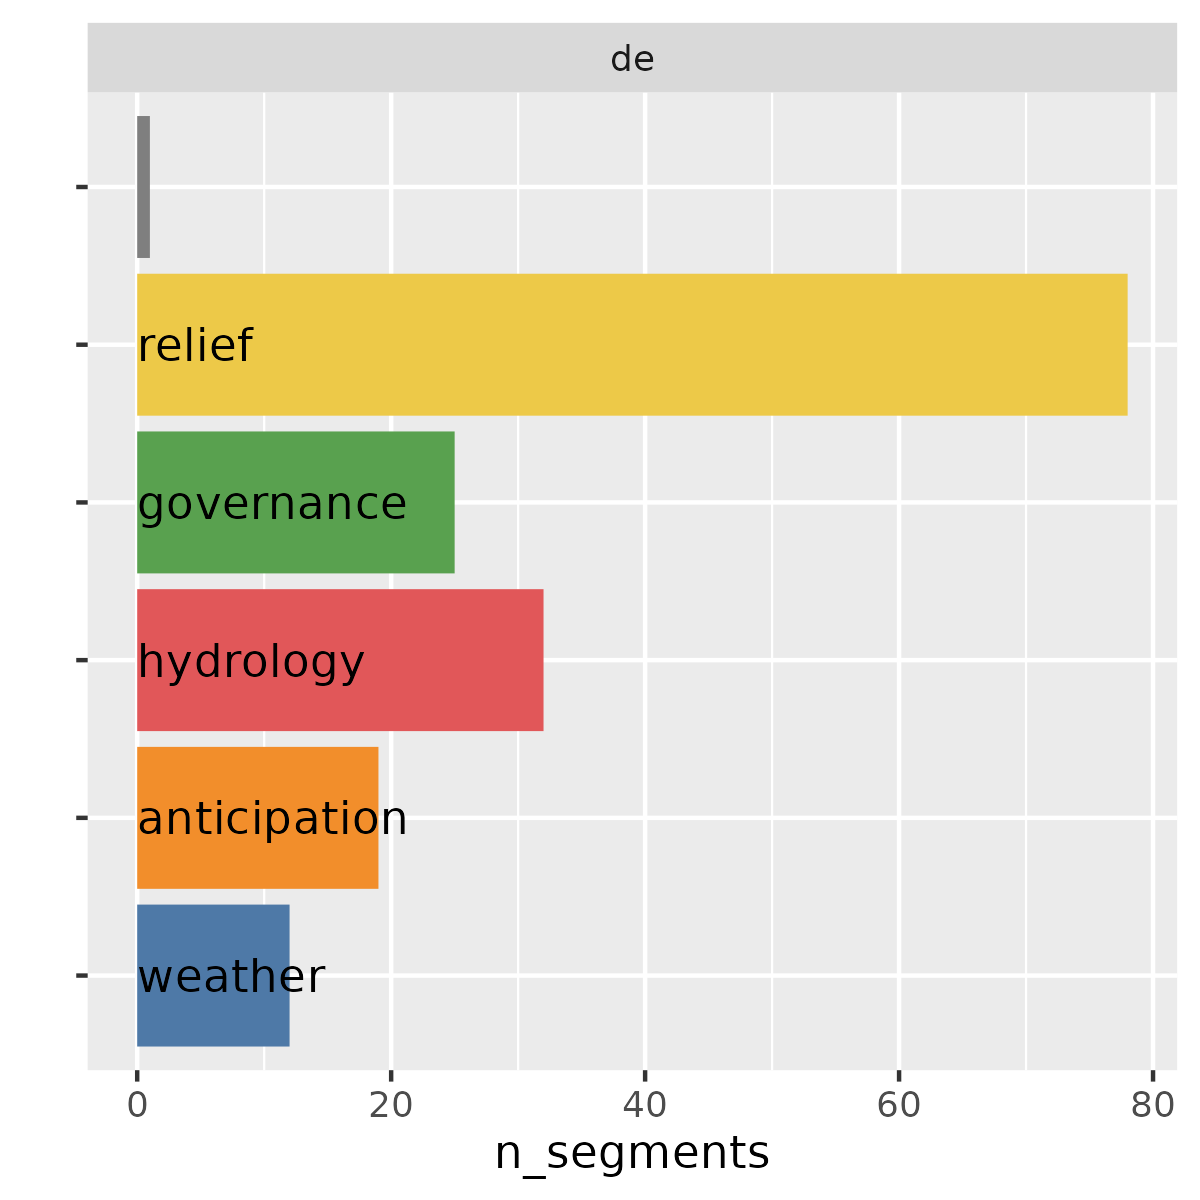 de
relief
governance
hydrology
anticipation
weather
0 20 40 60 80
n_segments